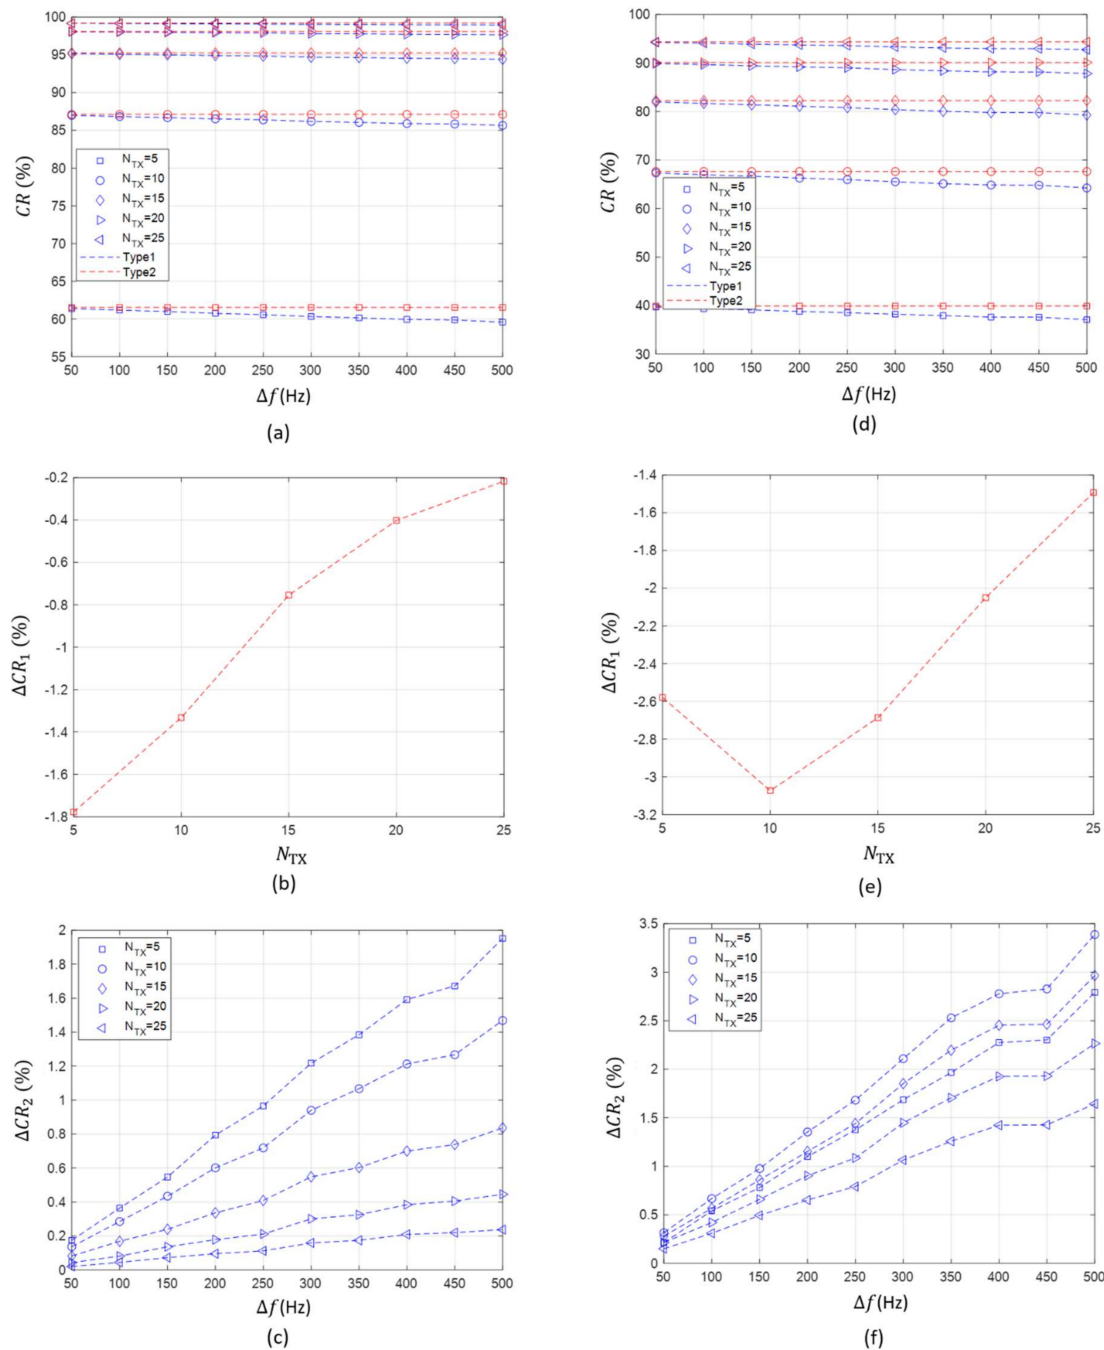 100
95
90
85
80
75
70
65
60
55
CR (%)
N_TX=5
N_TX=10
N_TX=15
N_TX=20
N_TX=25
Type1
Type2
50 100 150 200 250 300 350 400 450 500
Δf(Hz)
(a)
100
90
80
70
60
50
40
30
CR (%)
N_TX=5
N_TX=10
N_TX=15
N_TX=20
N_TX=25
Type1
Type2
50 100 150 200 250 300 350 400 450 500
Δf(Hz)
(d)
-0.2
-0.4
-0.6
-0.8
-1
-1.2
-1.4
-1.6
-1.8
ΔCR₁ (%)
5 10 15 20 25
N_TX
(b)
-1.4
-1.6
-1.8
-2
-2.2
-2.4
-2.6
-2.8
-3
-3.2
ΔCR₁ (%)
5 10 15 20 25
N_TX
(e)
2
1.8
1.6
1.4
1.2
1
0.8
0.6
0.4
0.2
0
ΔCR₂ (%)
N_TX=5
N_TX=10
N_TX=15
N_TX=20
N_TX=25
50 100 150 200 250 300 350 400 450 500
Δf(Hz)
(c)
3.5
3
2.5
2
1.5
1
0.5
0
ΔCR₂ (%)
N_TX=5
N_TX=10
N_TX=15
N_TX=20
N_TX=25
50 100 150 200 250 300 350 400 450 500
Δf(Hz)
(f)